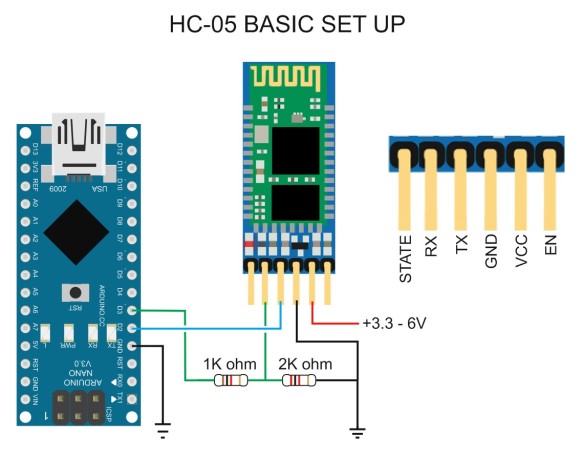 HC-05 BASIC SET UP
D13
3V3
REF
A0
A1
A2
A3
A4
A5
A6
A7
5V
RST
GND
VIN
D12
D11
D10
D9
D8
D7
D6
D5
D4
D3
D2
GND
RST
RX0
TX1
USA
2009
RST
ARDUINO.CC
L
PWR
RX
TX
ARDUINO
NANO
V3.0
ICSP
1
STATE
RX
TX
GND
VCC
EN
+3.3 - 6V
1K ohm
2K ohm